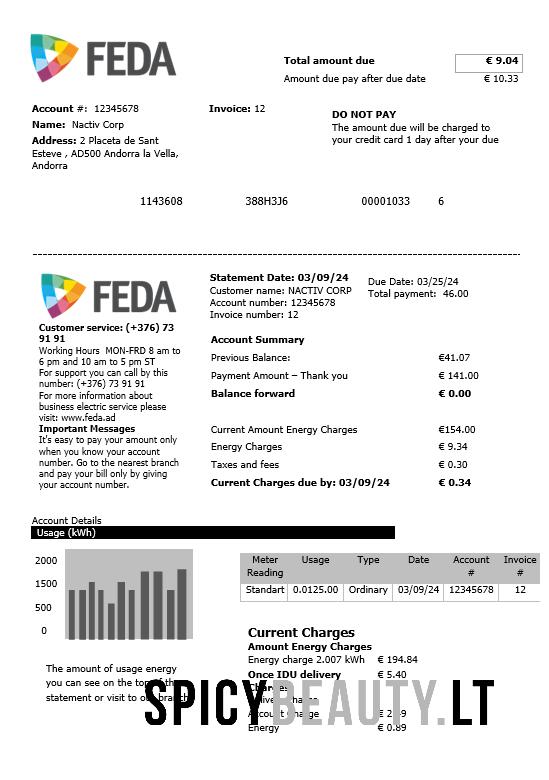 FEDA
Total amount due € 9.04
Amount due pay after due date € 10.33
Account #: 12345678 Invoice: 12
Name: Nactiv Corp
Address: 2 Placeta de Sant
Esteve , AD500 Andorra la Vella,
Andorra
DO NOT PAY
The amount due will be charged to
your credit card 1 day after your due
1143608 388H3J6 00001033 6
FEDA
Customer service: (+376) 73
91 91
Working Hours MON-FRD 8 am to
6 pm and 10 am to 5 pm ST
For support you can call by this
number: (+376) 73 91 91
For more information about
business electric service please
visit: www.feda.ad
Important Messages
It's easy to pay your amount only
when you know your account
number. Go to the nearest branch
and pay your bill only by giving
your account number.
Statement Date: 03/09/24
Customer name: NACTIV CORP
Account number: 12345678
Invoice number: 12
Due Date: 03/25/24
Total payment: 46.00
Account Summary
Previous Balance: €41.07
Payment Amount – Thank you € 141.00
Balance forward € 0.00
Current Amount Energy Charges €154.00
Energy Charges € 9.34
Taxes and fees € 0.30
Current Charges due by: 03/09/24 € 0.34
Account Details
Usage (kWh)
2000
1500
500
0
The amount of usage energy
you can see on the top of the
statement or visit to our branch
Meter Reading Usage Type Date Account # Invoice #
Standart 0.0125.00 Ordinary 03/09/24 12345678 12
Current Charges
Amount Energy Charges
Energy charge 2.007 kWh € 194.84
Once IDU delivery € 5.40
Charges
Account Charge
Energy € 0.89
SPICYBEAUTY.LT